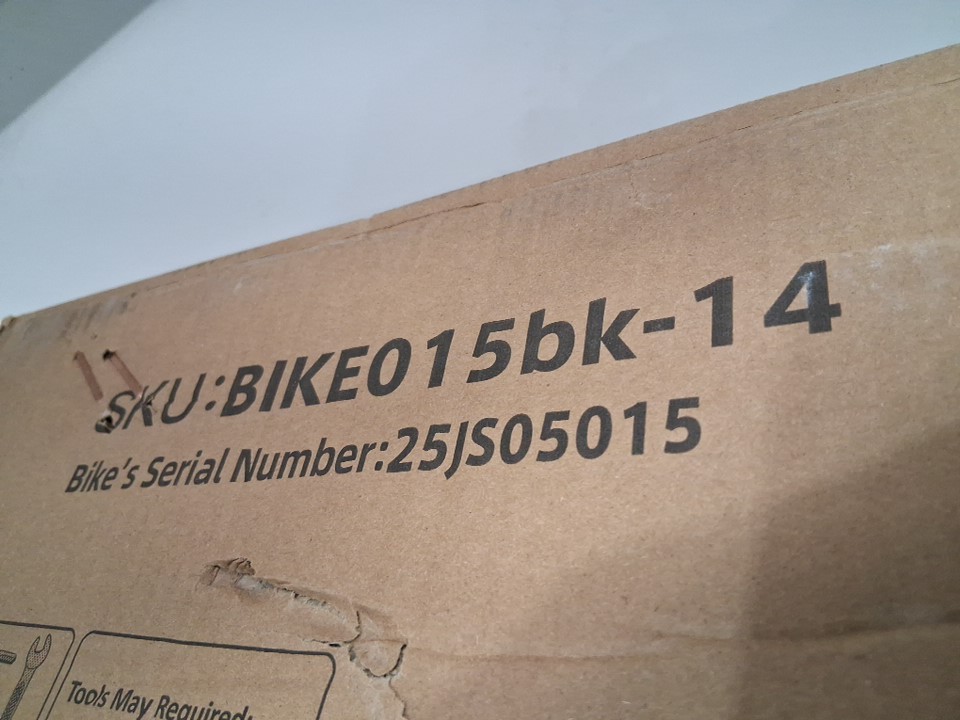 SKU:BIKE015bk-14
Bike's Serial Number:25JS05015
Tools May Required: